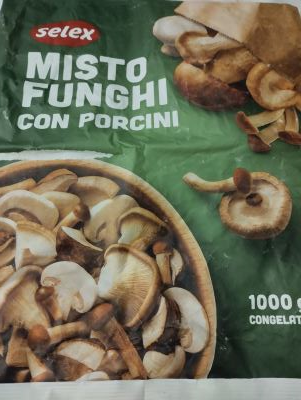 selex
MISTO
FUNGHI
CON PORCINI
1000 g
CONGELAT